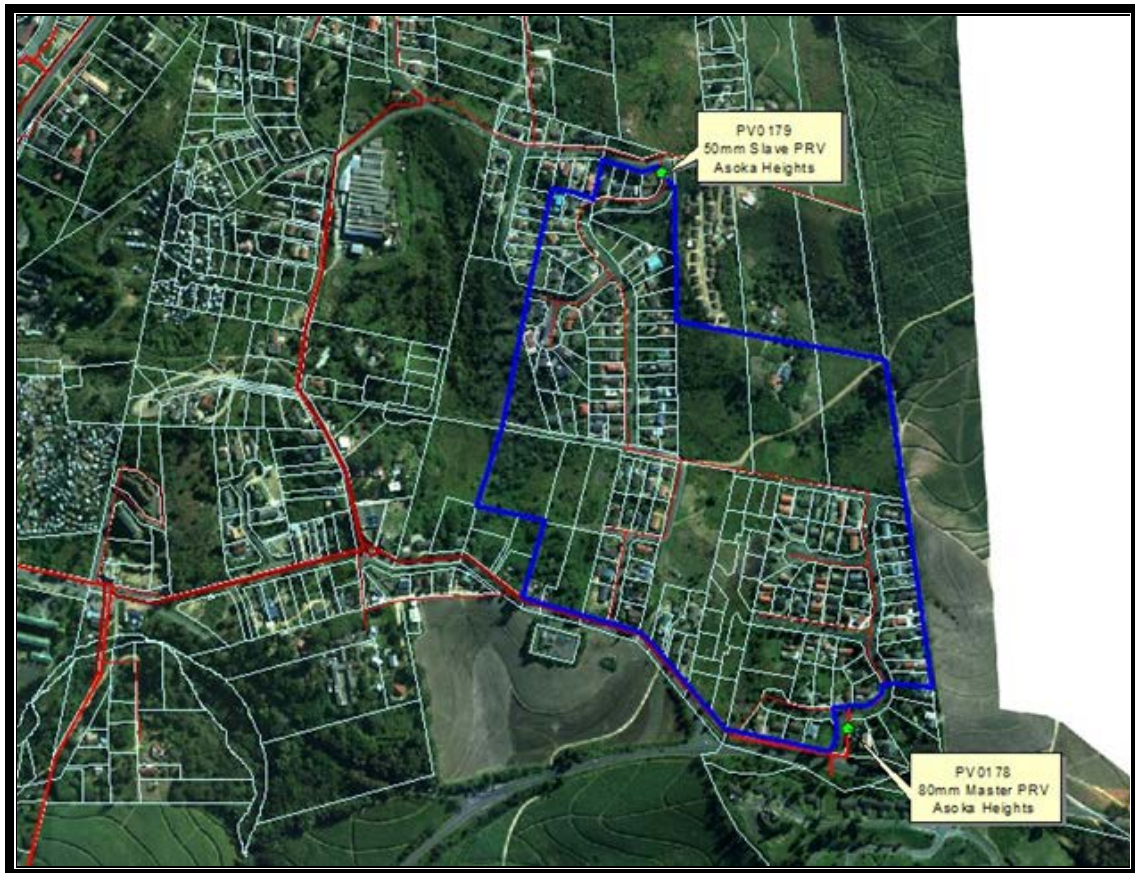 PV0179
50mm Slave PRV
Asoka Heights
PV0178
80mm Master PRV
Asoka Heights